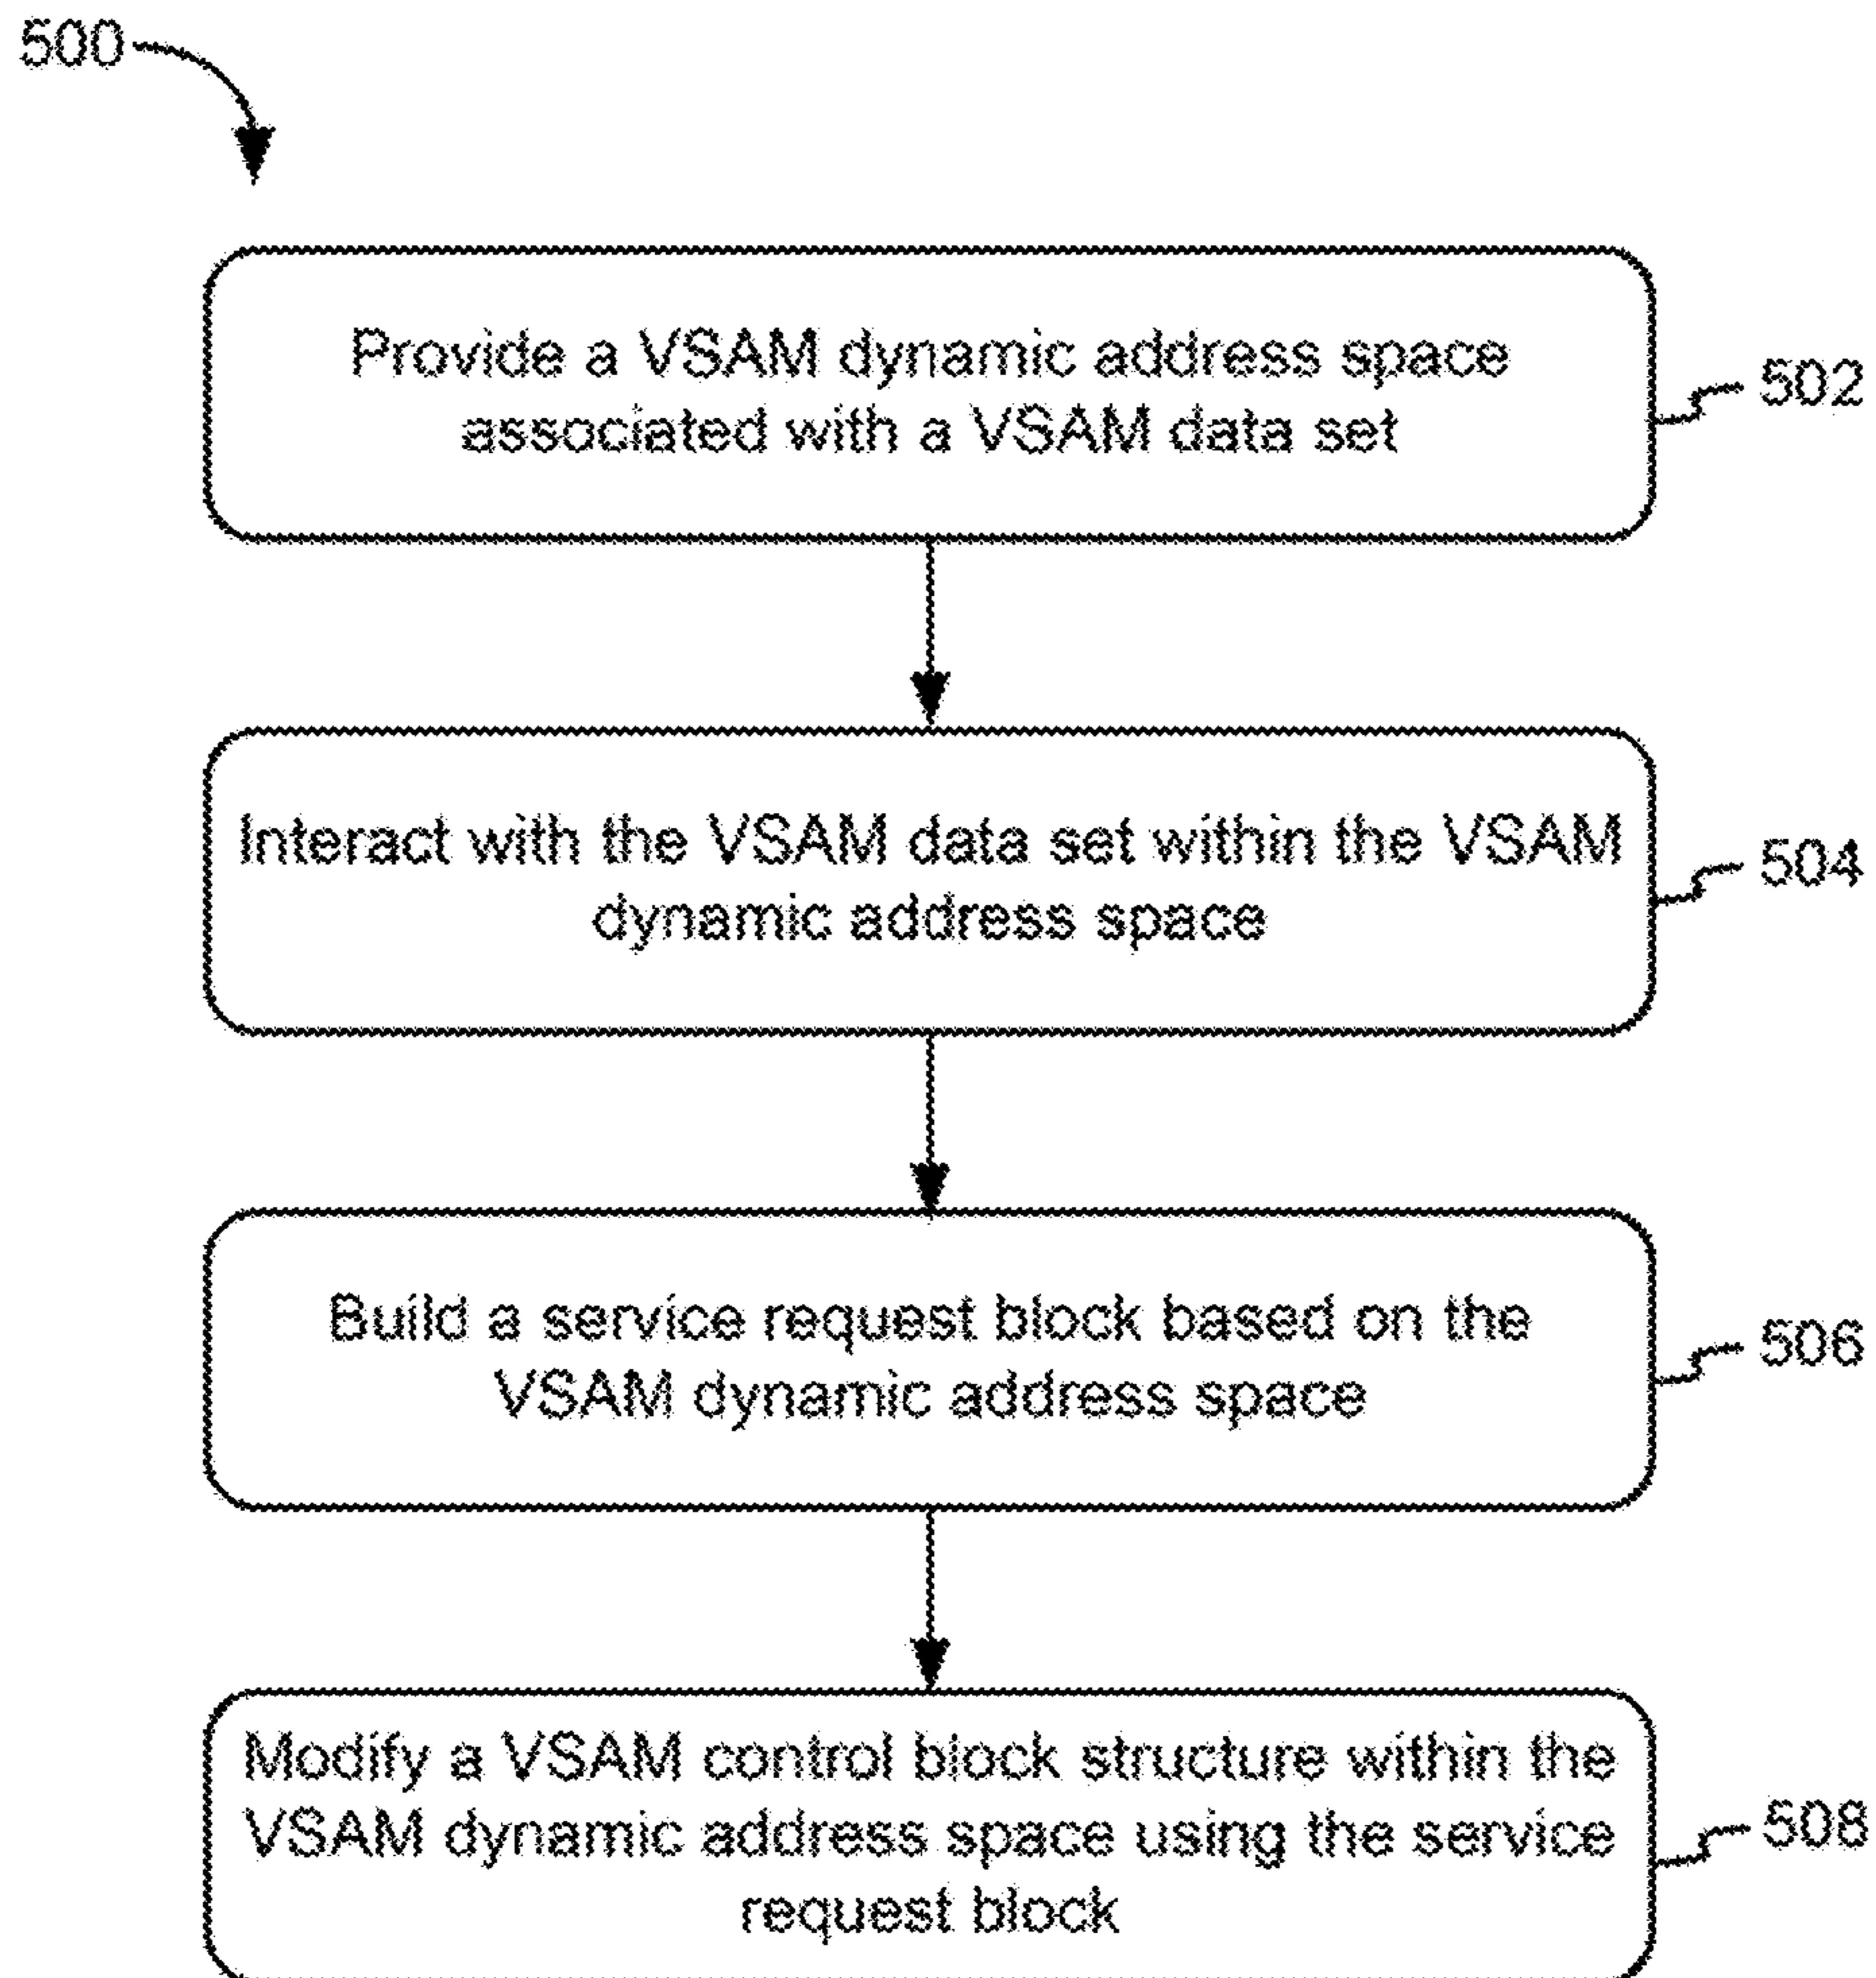 500
Provide a VSAM dynamic address space
associated with a VSAM data set
502
Interact with the VSAM data set within the VSAM
dynamic address space
504
Build a service request block based on the
VSAM dynamic address space
506
Modify a VSAM control block structure within the
VSAM dynamic address space using the service
request block
508